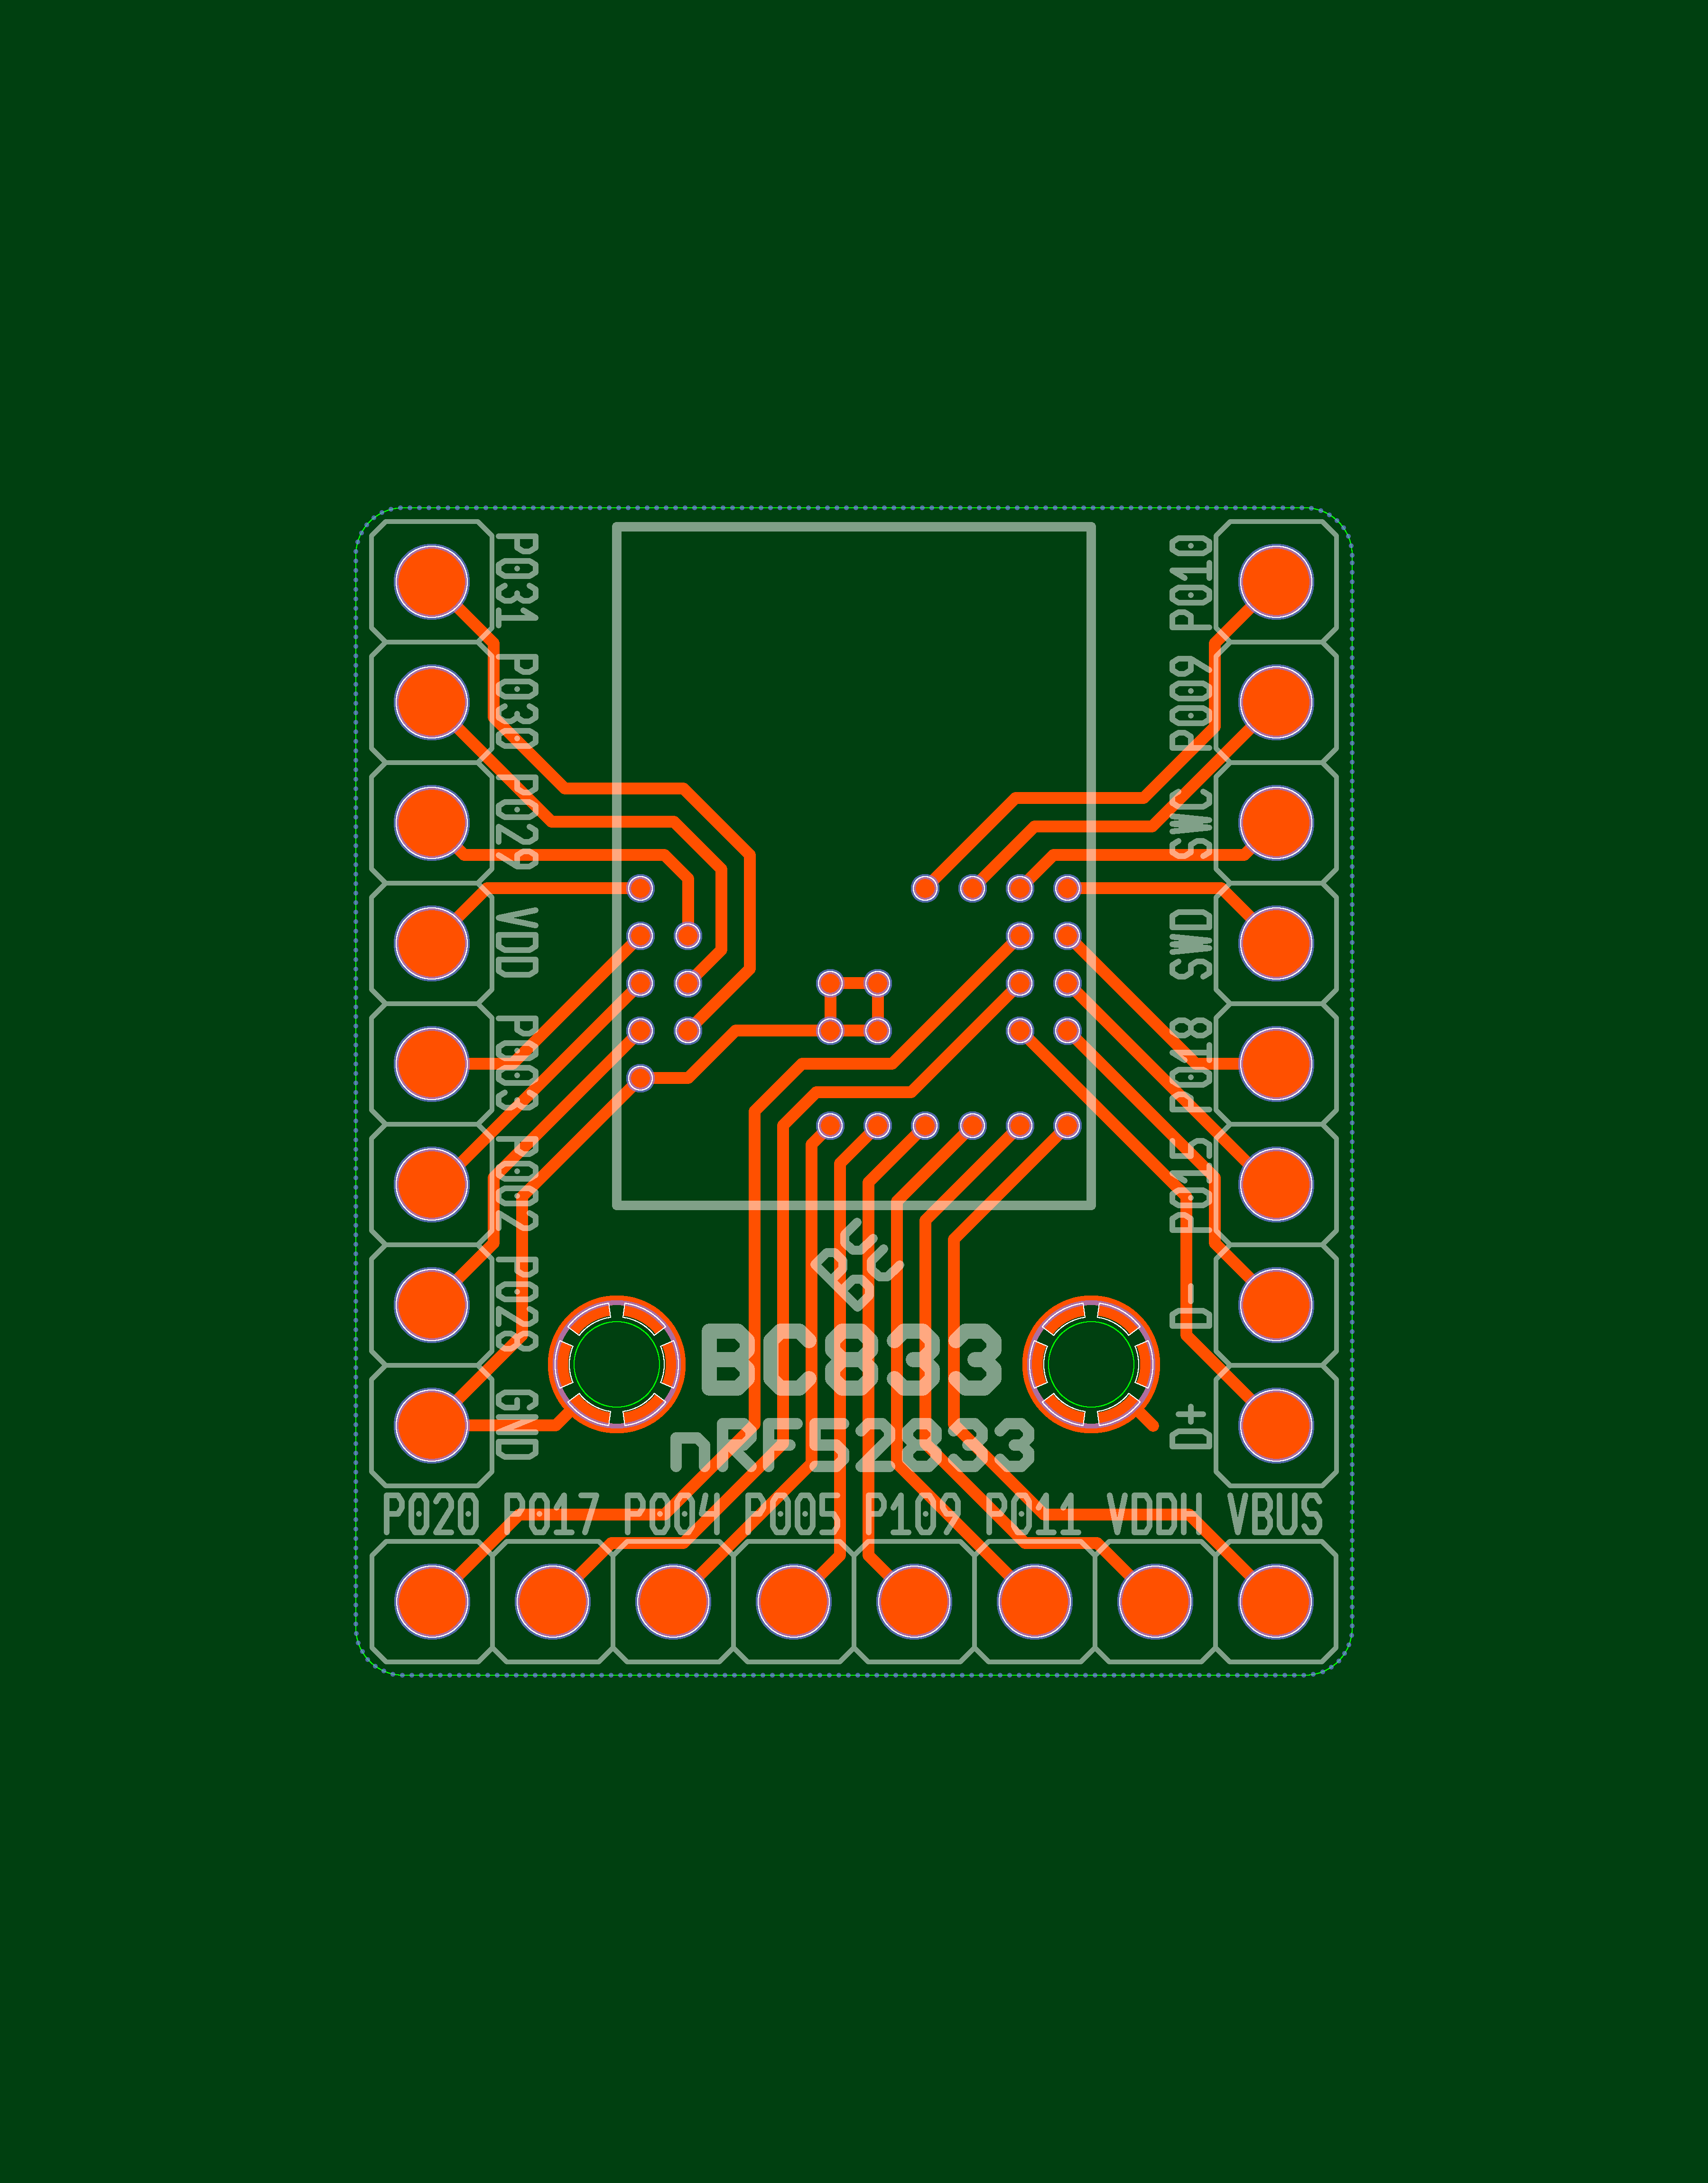 P031
P030
P029
VDD
P003
P002
P028
GND
P010
P009
SWC
SWD
P018
P015
D-
D+
BC
BC833
nRF52833
P020 P017 P004 P005 P109 P011 VDDH VBUS